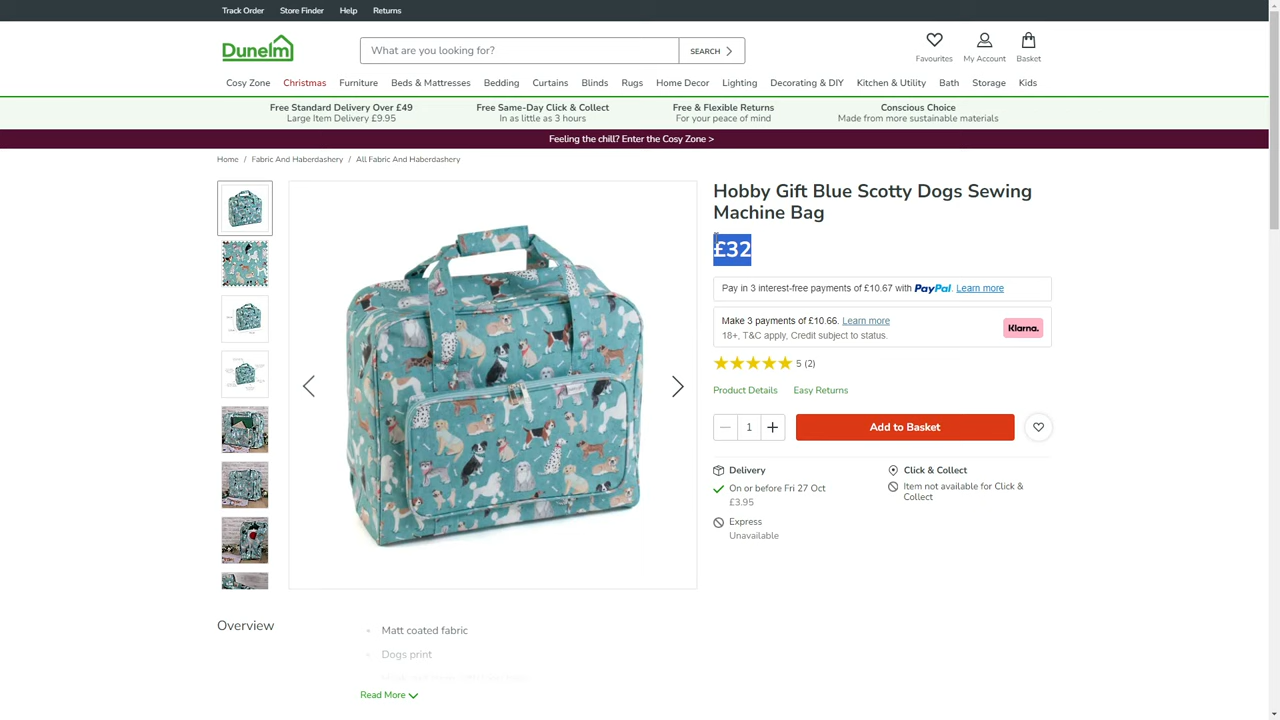 Track Order Store Finder Help Returns
Dunelm
What are you looking for?
SEARCH
Favourites My Account Basket
Cosy Zone Christmas Furniture Beds & Mattresses Bedding Curtains Blinds Rugs Home Decor Lighting Decorating & DIY Kitchen & Utility Bath Storage Kids
Free Standard Delivery Over £49 Free Same-Day Click & Collect Free & Flexible Returns Conscious Choice
Large Item Delivery £9.95 In as little as 3 hours For your peace of mind Made from more sustainable materials
Feeling the chill? Enter the Cosy Zone >
Home / Fabric And Haberdashery / All Fabric And Haberdashery
Hobby Gift Blue Scotty Dogs Sewing
Machine Bag
£32
Pay in 3 interest-free payments of £10.67 with PayPal. Learn more
Make 3 payments of £10.66. Learn more
18+, T&C apply, Credit subject to status.
Klarna.
5 (2)
Product Details Easy Returns
1
Add to Basket
Delivery
On or before Fri 27 Oct
£3.95
Express
Unavailable
Click & Collect
Item not available for Click &
Collect
Overview
Matt coated fabric
Dogs print
Read More